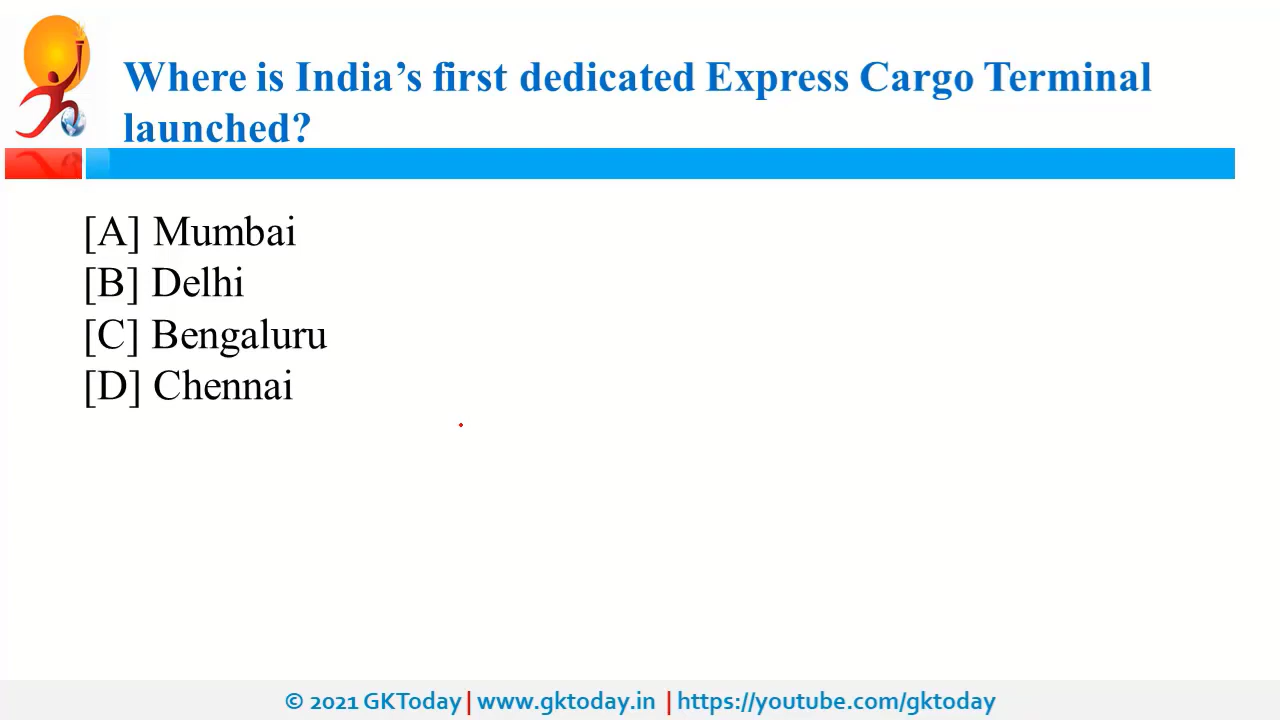 Where is India’s first dedicated Express Cargo Terminal
launched?
[A] Mumbai
[B] Delhi
[C] Bengaluru
[D] Chennai
© 2021 GKToday | www.gktoday.in | https://youtube.com/gktoday